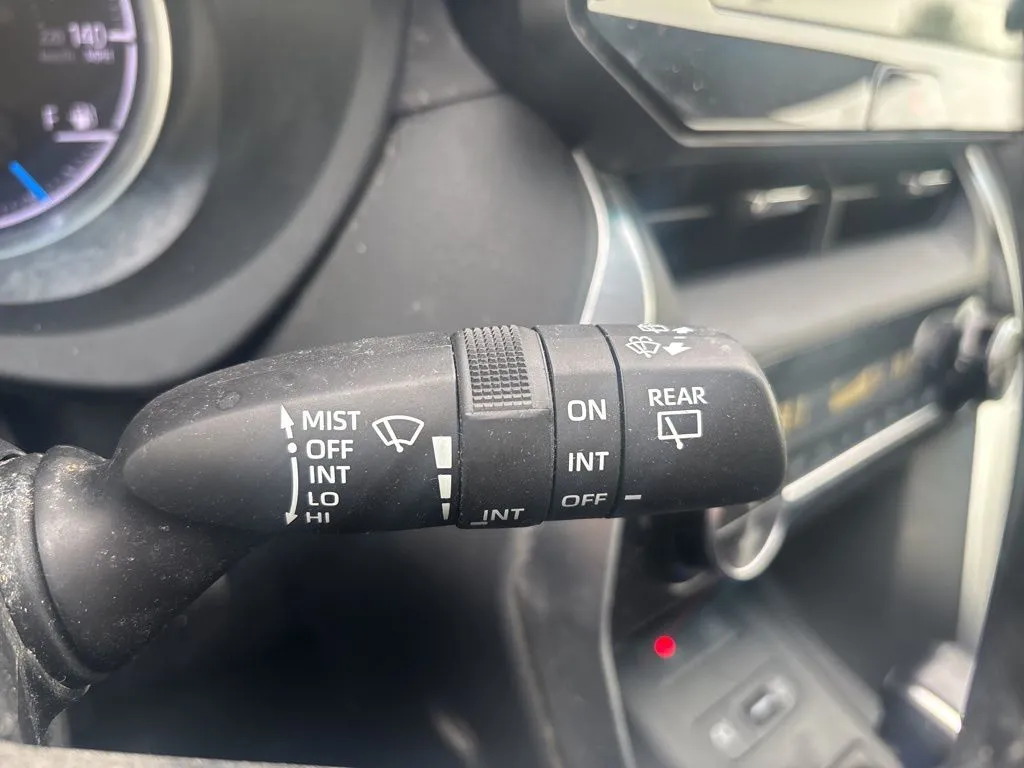 140
F
MIST
OFF
INT
LO
HI
INT
ON
INT
OFF
REAR